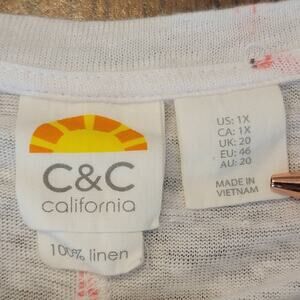 C&C
california
100% linen
US: 1X
CA: 1X
UK: 20
EU: 46
AU: 20
MADE IN
VIETNAM